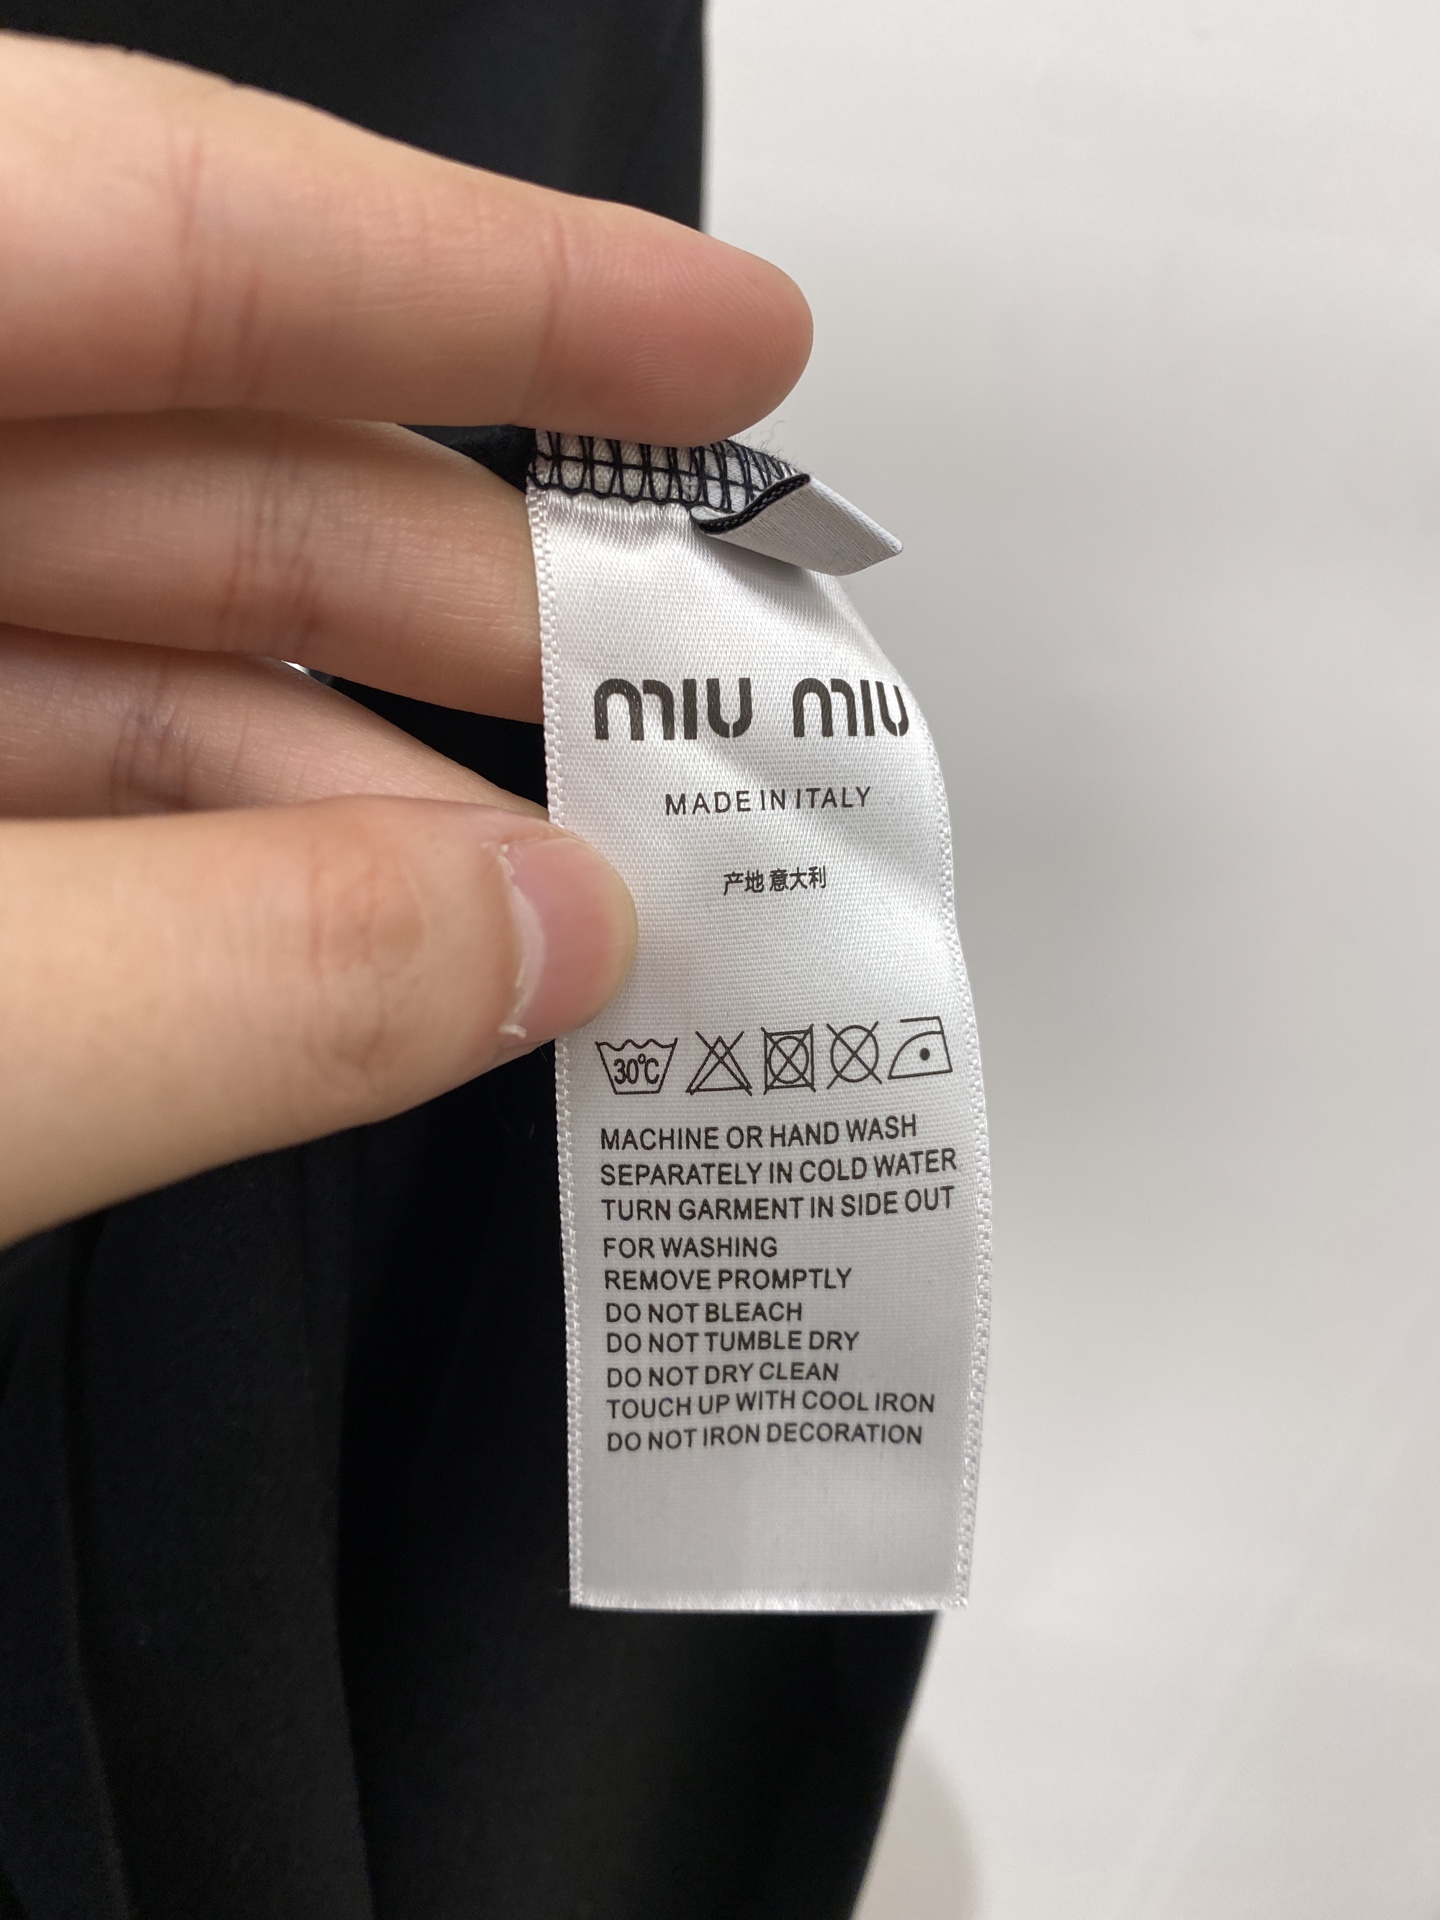 MIU MIU
MADE IN ITALY
产地 意大利
30°C
MACHINE OR HAND WASH
SEPARATELY IN COLD WATER
TURN GARMENT IN SIDE OUT
FOR WASHING
REMOVE PROMPTLY
DO NOT BLEACH
DO NOT TUMBLE DRY
DO NOT DRY CLEAN
TOUCH UP WITH COOL IRON
DO NOT IRON DECORATION